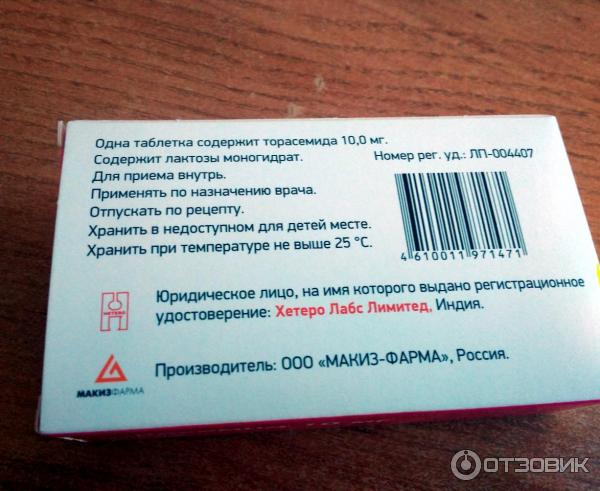 Одна таблетка содержит торасемида 10,0 мг.
Содержит лактозы моногидрат.
Номер рег. уд.: ЛП-004407
Для приема внутрь.
Применять по назначению врача.
Отпускать по рецепту.
Хранить в недоступном для детей месте.
Хранить при температуре не выше 25 °С.
4 610011 971471
HETERO
Юридическое лицо, на имя которого выдано регистрационное
удостоверение: Хетеро Лабс Лимитед, Индия.
МАКИЗФАРМА
Производитель: ООО «МАКИЗ-ФАРМА», Россия.
ОТЗОВИК